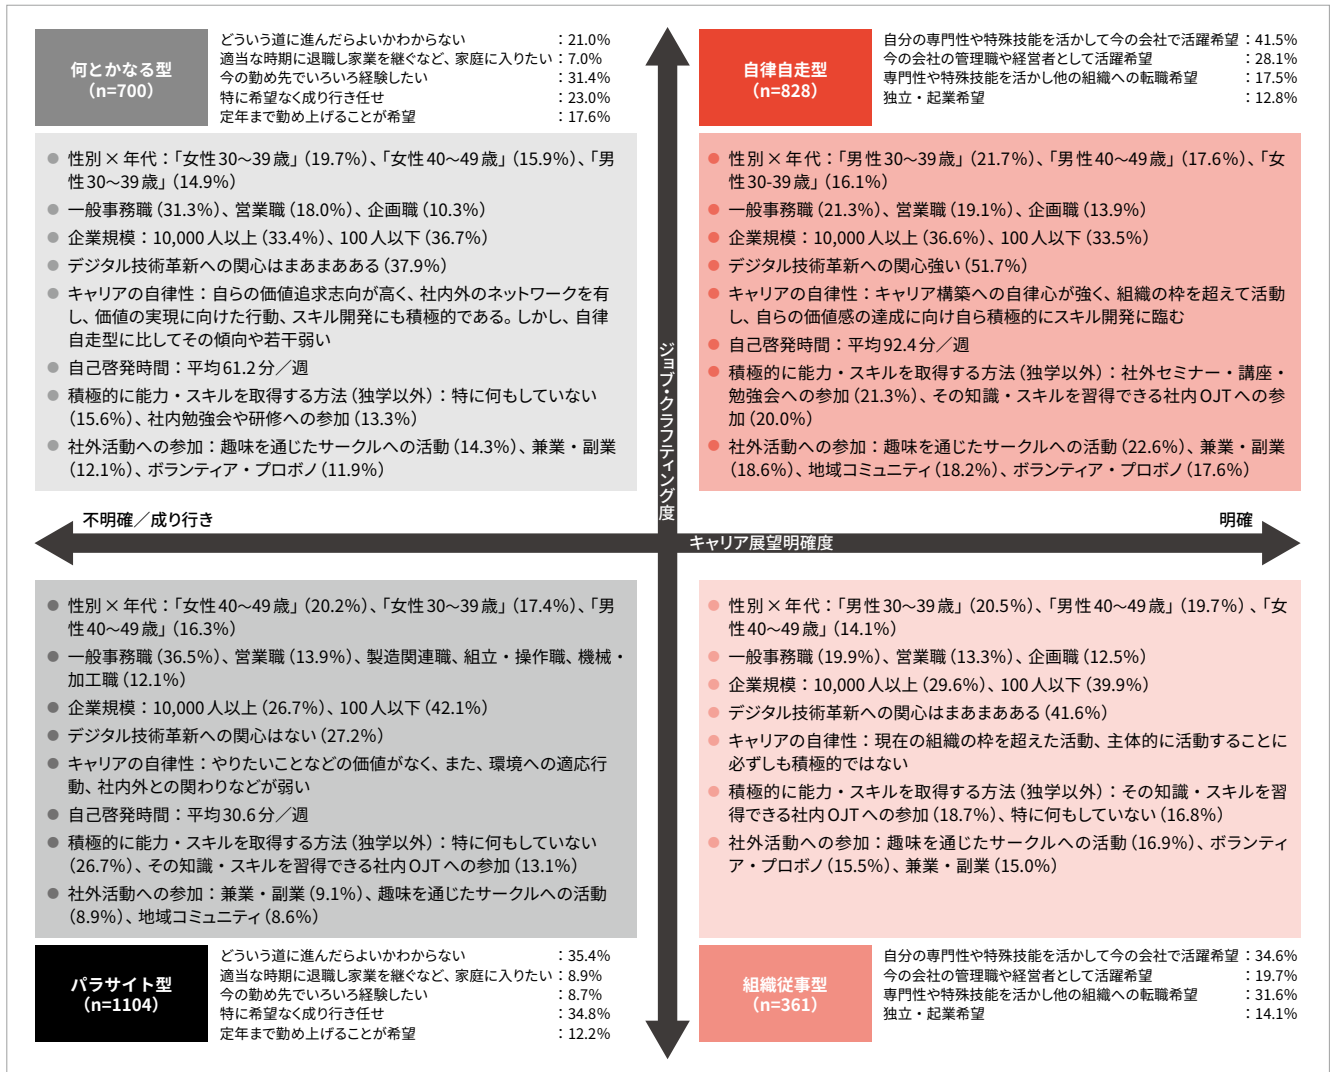 何とかなる型
(n=700)
どういう道に進んだらよいかわからない ：21.0%
適当な時期に退職し家業を継ぐなど、家庭に入りたい：7.0%
今の勤め先でいろいろ経験したい ：31.4%
特に希望なく成り行き任せ ：23.0%
定年まで勤め上げることが希望 ：17.6%
● 性別×年代：「女性30～39歳」（19.7%）、「女性40～49歳」（15.9%）、「男
性30～39歳」（14.9%）
● 一般事務職（31.3%）、営業職（18.0%）、企画職（10.3%）
● 企業規模：10,000人以上（33.4%）、100人以下（36.7%）
● デジタル技術革新への関心はまあまあある（37.9%）
● キャリアの自律性：自らの価値追求志向が高く、社内外のネットワークを有
し、価値の実現に向けた行動、スキル開発にも積極的である。しかし、自律
自走型に比してその傾向や若干弱い
● 自己啓発時間：平均61.2分／週
● 積極的に能力・スキルを取得する方法（独学以外）：特に何もしていない
（15.6%）、社内勉強会や研修への参加（13.3%）
● 社外活動への参加：趣味を通じたサークルへの活動（14.3%）、兼業・副業
（12.1%）、ボランティア・プロボノ（11.9%）
自律自走型
(n=828)
自分の専門性や特殊技能を活かして今の会社で活躍希望：41.5%
今の会社の管理職や経営者として活躍希望 ：28.1%
専門性や特殊技能を活かし他の組織への転職希望 ：17.5%
独立・起業希望 ：12.8%
● 性別×年代：「男性30～39歳」（21.7%）、「男性40～49歳」（17.6%）、「女
性30-39歳」（16.1%）
● 一般事務職（21.3%）、営業職（19.1%）、企画職（13.9%）
● 企業規模：10,000人以上（36.6%）、100人以下（33.5%）
● デジタル技術革新への関心強い（51.7%）
● キャリアの自律性：キャリア構築への自律心が強く、組織の枠を超えて活動
し、自らの価値感の達成に向け自ら積極的にスキル開発に臨む
● 自己啓発時間：平均92.4分／週
● 積極的に能力・スキルを取得する方法（独学以外）：社外セミナー・講座・
勉強会への参加（21.3%）、その知識・スキルを習得できる社内OJTへの参
加（20.0%）
● 社外活動への参加：趣味を通じたサークルへの活動（22.6%）、兼業・副業
（18.6%）、地域コミュニティ（18.2%）、ボランティア・プロボノ（17.6%）
ジョブ・クラフティング度
不明確／成り行き
明確
キャリア展望明確度
● 性別×年代：「女性40～49歳」（20.2%）、「女性30～39歳」（17.4%）、「男
性40～49歳」（16.3%）
● 一般事務職（36.5%）、営業職（13.9%）、製造関連職、組立・操作職、機械・
加工職（12.1%）
● 企業規模：10,000人以上（26.7%）、100人以下（42.1%）
● デジタル技術革新への関心はない（27.2%）
● キャリアの自律性：やりたいことなどの価値がなく、また、環境への適応行
動、社内外との関わりなどが弱い
● 自己啓発時間：平均30.6分／週
● 積極的に能力・スキルを取得する方法（独学以外）：特に何もしていない
（26.7%）、その知識・スキルを習得できる社内OJTへの参加（13.1%）
● 社外活動への参加：兼業・副業（9.1%）、趣味を通じたサークルへの活動
（8.9%）、地域コミュニティ（8.6%）
パラサイト型
(n=1104)
どういう道に進んだらよいかわからない ：35.4%
適当な時期に退職し家業を継ぐなど、家庭に入りたい：8.9%
今の勤め先でいろいろ経験したい ：8.7%
特に希望なく成り行き任せ ：34.8%
定年まで勤め上げることが希望 ：12.2%
● 性別×年代：「男性30～39歳」（20.5%）、「男性40～49歳」（19.7%）、「女
性40～49歳」（14.1%）
● 一般事務職（19.9%）、営業職（13.3%）、企画職（12.5%）
● 企業規模：10,000人以上（29.6%）、100人以下（39.9%）
● デジタル技術革新への関心はまあまあある（41.6%）
● キャリアの自律性：現在の組織の枠を超えた活動、主体的に活動することに
必ずしも積極的ではない
● 積極的に能力・スキルを取得する方法（独学以外）：その知識・スキルを習
得できる社内OJTへの参加（18.7%）、特に何もしていない（16.8%）
● 社外活動への参加：趣味を通じたサークルへの活動（16.9%）、ボランティ
ア・プロボノ（15.5%）、兼業・副業（15.0%）
組織従事型
(n=361)
自分の専門性や特殊技能を活かして今の会社で活躍希望：34.6%
今の会社の管理職や経営者として活躍希望 ：19.7%
専門性や特殊技能を活かし他の組織への転職希望 ：31.6%
独立・起業希望 ：14.1%